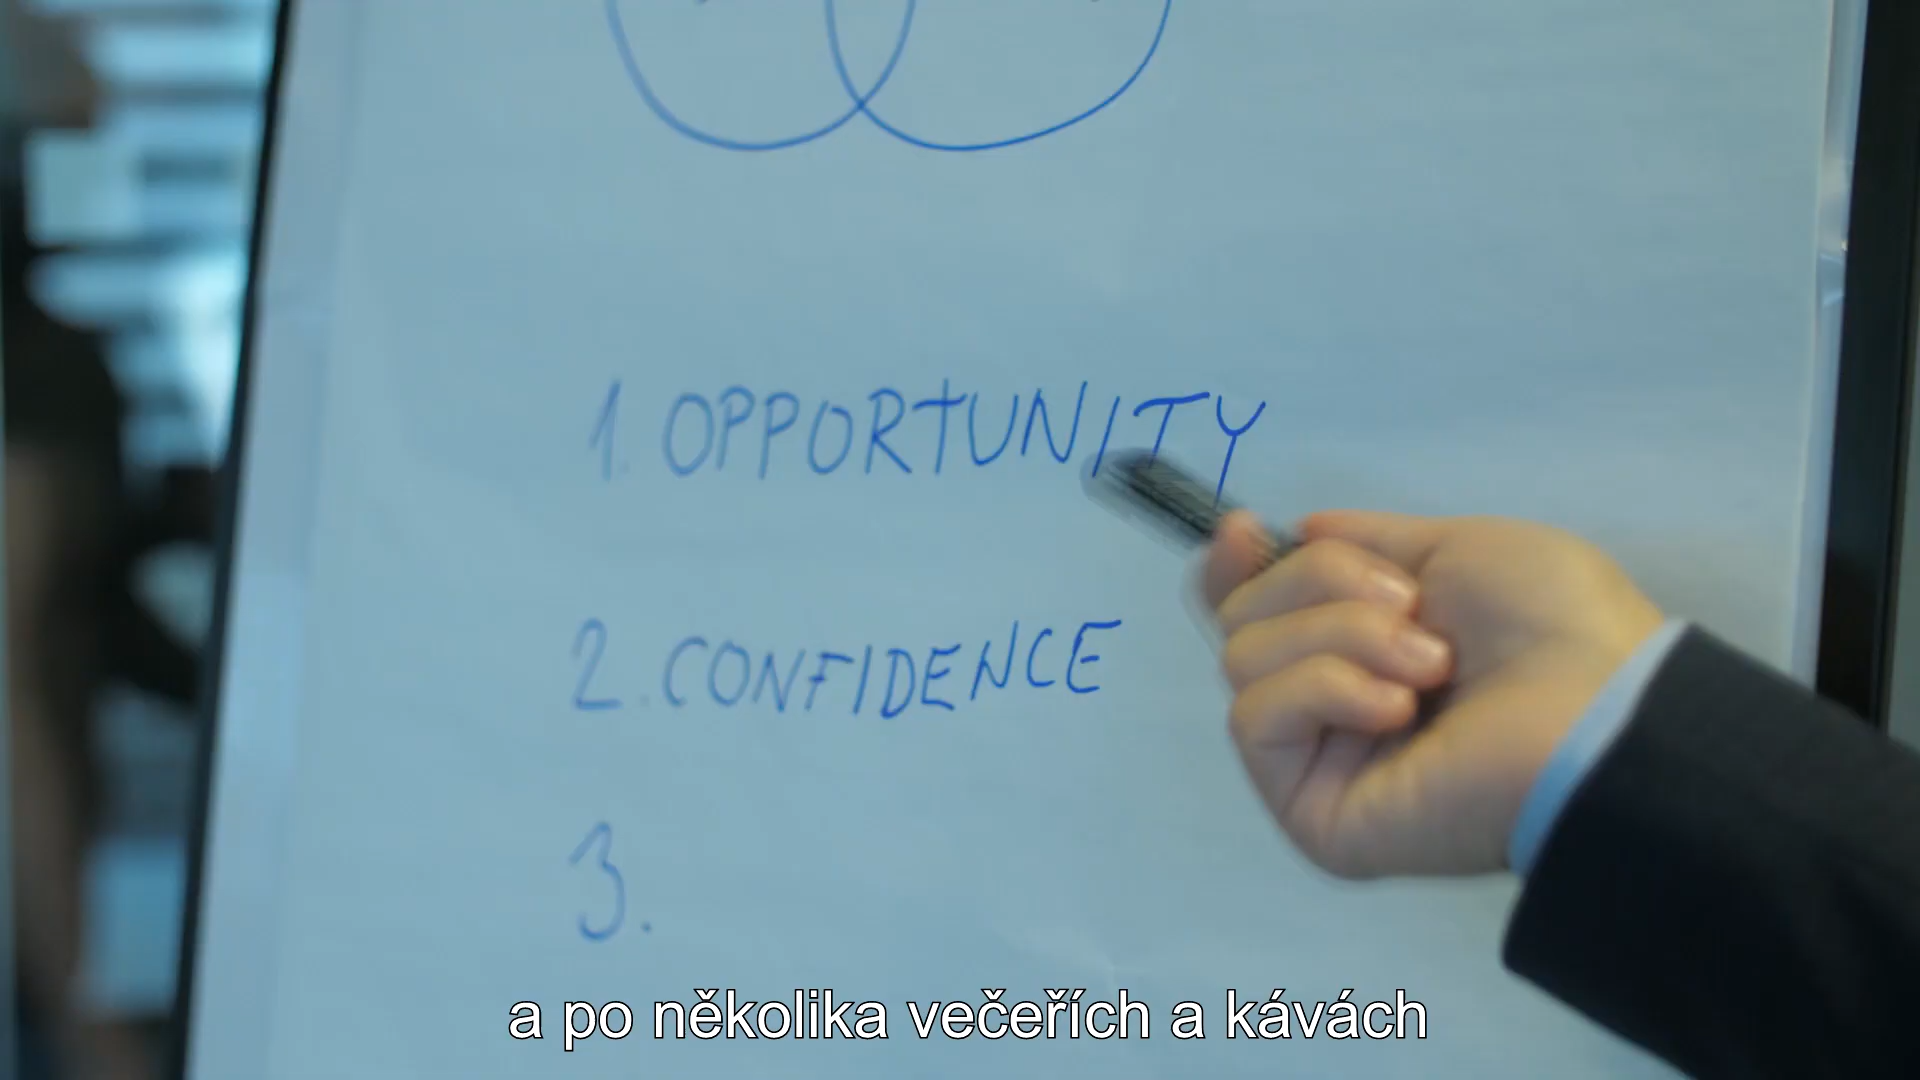 1. OPPORTUNITY
2. CONFIDENCE
3.
a po několika večeřích a kávách